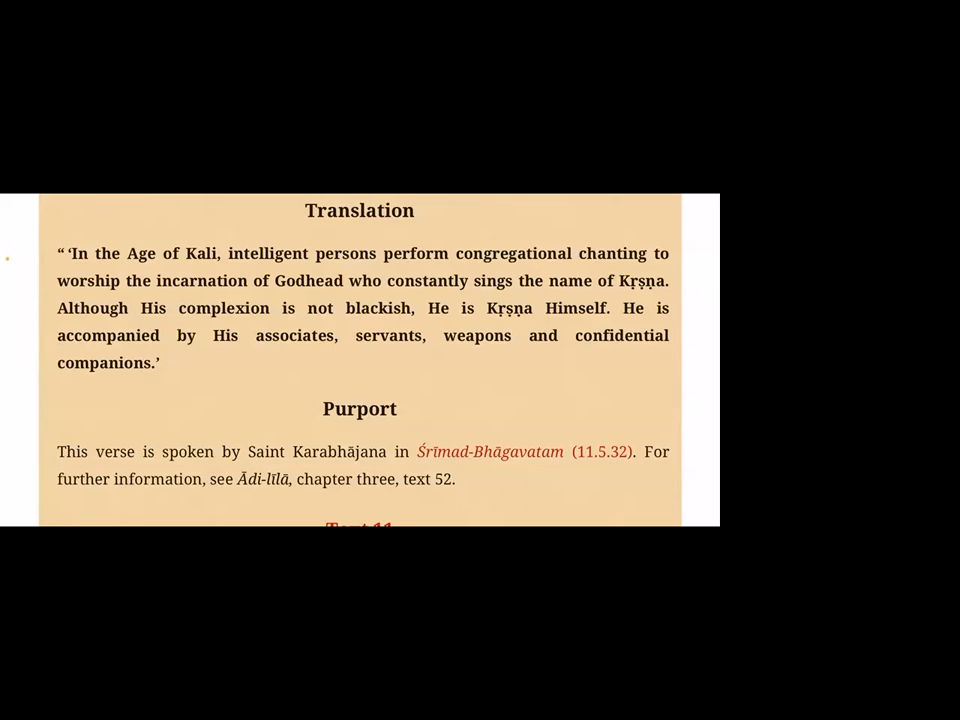 Translation
“ ‘In the Age of Kali, intelligent persons perform congregational chanting to
worship the incarnation of Godhead who constantly sings the name of Kṛṣṇa.
Although His complexion is not blackish, He is Kṛṣṇa Himself. He is
accompanied by His associates, servants, weapons and confidential
companions.’
Purport
This verse is spoken by Saint Karabhājana in Śrīmad-Bhāgavatam (11.5.32). For
further information, see Ādi-līlā, chapter three, text 52.
Text 11